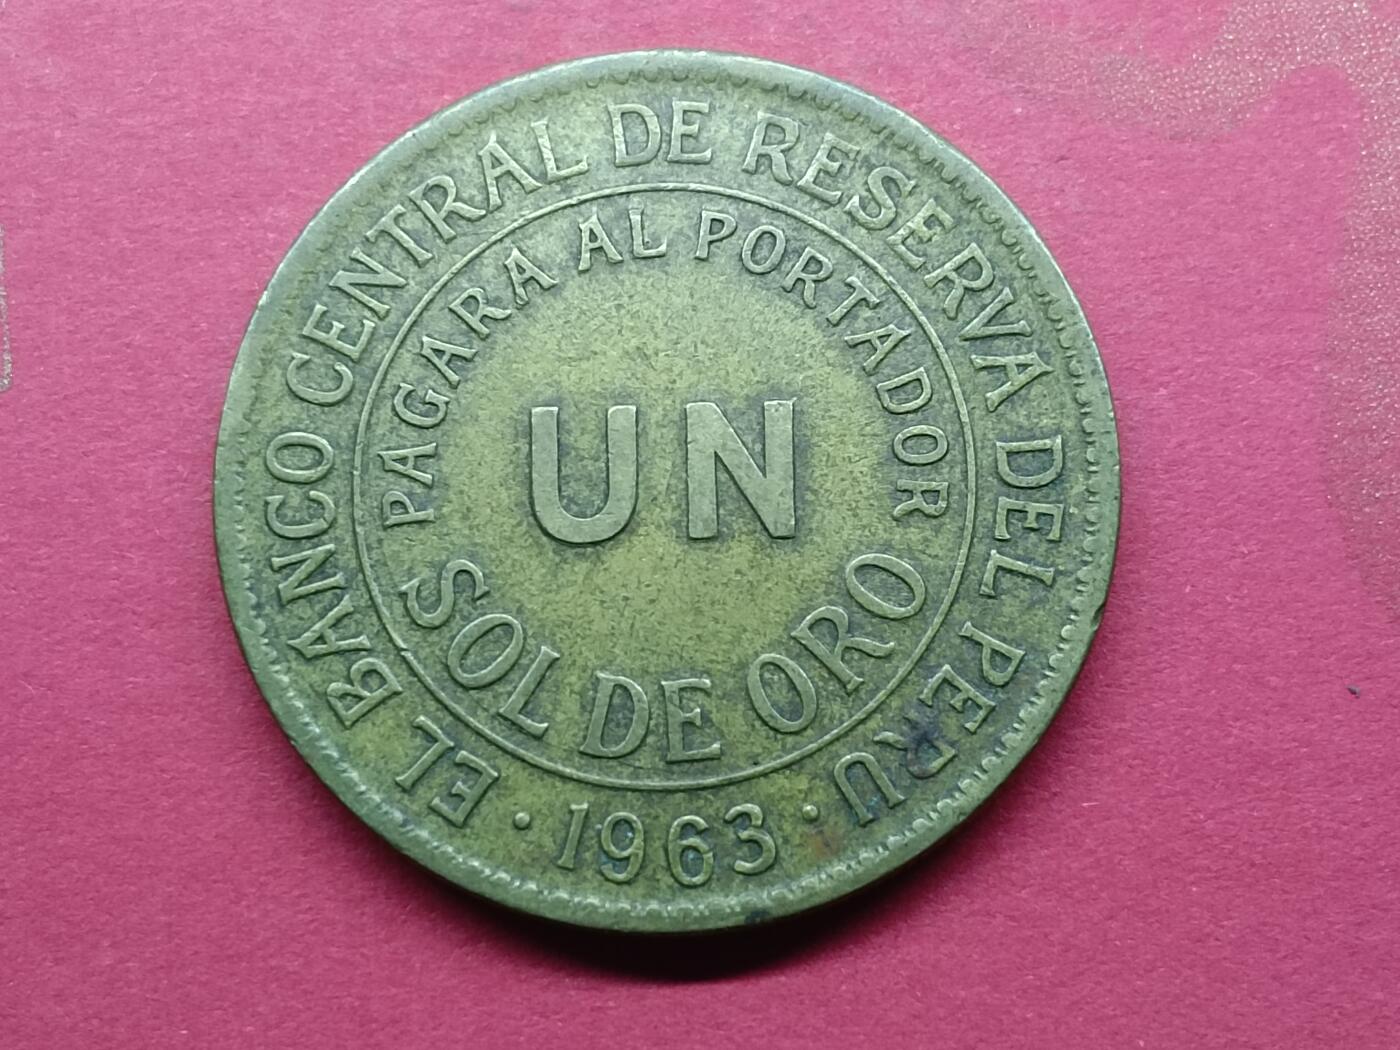 EL BANCO CENTRAL DE RESERVA DEL PERU
PAGARA AL PORTADOR
UN
SOL DE ORO
· 1963 ·